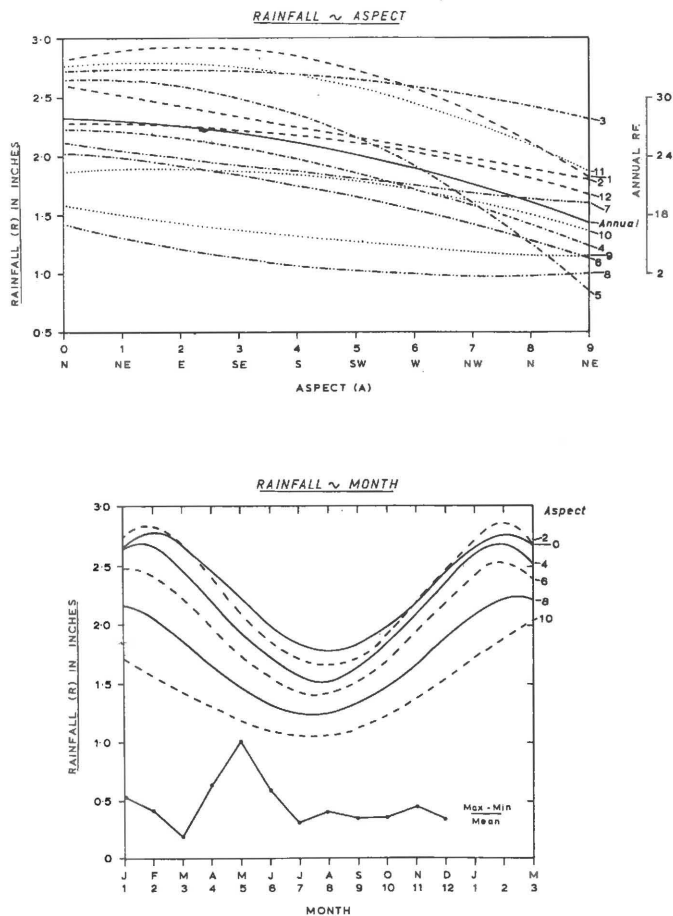 RAINFALL ~ ASPECT
3·0
2·5
2·0
1·5
1·0
0·5
RAINFALL (R) IN INCHES
0 1 2 3 4 5 6 7 8 9
N NE E SE S SW W NW N NE
ASPECT (A)
3
11
1
2
12
7
Annual
10
4
9
6
8
5
30
24
18
2
ANNUAL RF.
RAINFALL ~ MONTH
Aspect
3·0
2·5
2·0
1·5
1·0
0·5
0
RAINFALL (R) IN INCHES
2
0
4
6
8
10
Max - Min
Mean
J F M A M J J A S O N D J F M
1 2 3 4 5 6 7 8 9 10 11 12 1 2 3
MONTH